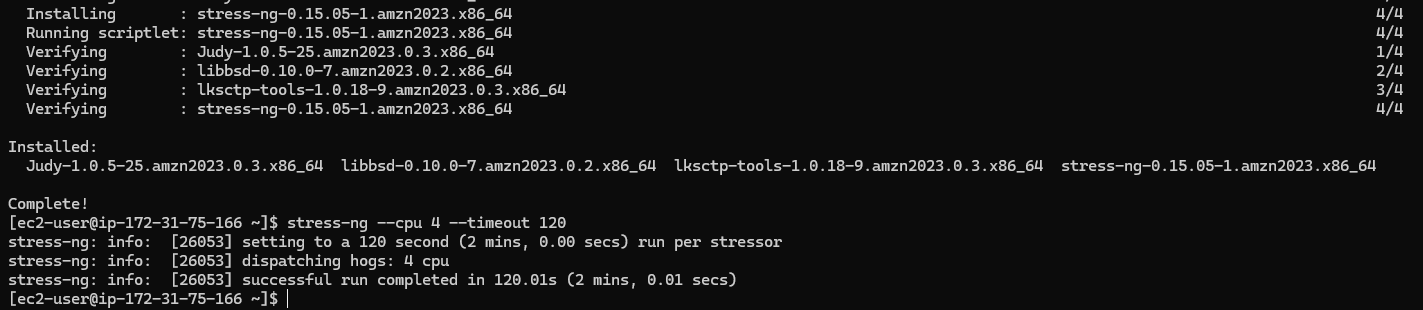 Installing : stress-ng-0.15.05-1.amzn2023.x86_64 4/4
Running scriptlet: stress-ng-0.15.05-1.amzn2023.x86_64 4/4
Verifying : Judy-1.0.5-25.amzn2023.0.3.x86_64 1/4
Verifying : libbsd-0.10.0-7.amzn2023.0.2.x86_64 2/4
Verifying : lksctp-tools-1.0.18-9.amzn2023.0.3.x86_64 3/4
Verifying : stress-ng-0.15.05-1.amzn2023.x86_64 4/4
Installed:
Judy-1.0.5-25.amzn2023.0.3.x86_64 libbsd-0.10.0-7.amzn2023.0.2.x86_64 lksctp-tools-1.0.18-9.amzn2023.0.3.x86_64 stress-ng-0.15.05-1.amzn2023.x86_64
Complete!
[ec2-user@ip-172-31-75-166 ~]$ stress-ng --cpu 4 --timeout 120
stress-ng: info: [26053] setting to a 120 second (2 mins, 0.00 secs) run per stressor
stress-ng: info: [26053] dispatching hogs: 4 cpu
stress-ng: info: [26053] successful run completed in 120.01s (2 mins, 0.01 secs)
[ec2-user@ip-172-31-75-166 ~]$